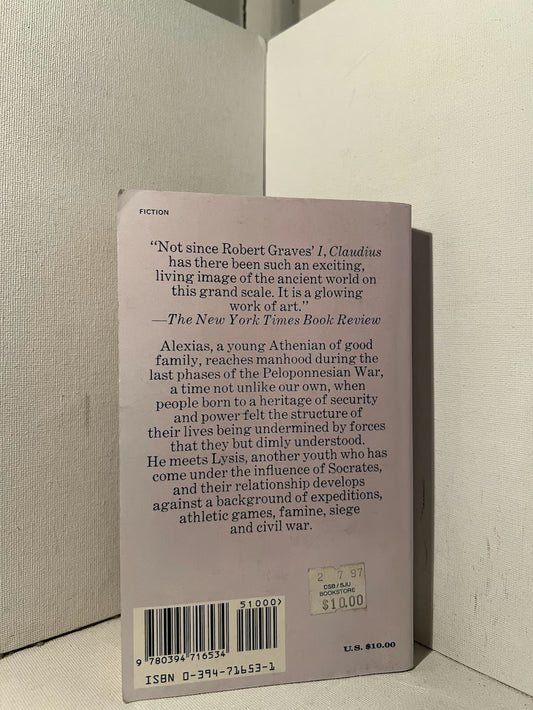 FICTION
“Not since Robert Graves’ I, Claudius
has there been such an exciting,
living image of the ancient world on
this grand scale. It is a glowing
work of art.”
—The New York Times Book Review
Alexias, a young Athenian of good
family, reaches manhood during the
last phases of the Peloponnesian War,
a time not unlike our own, when
people born to a heritage of security
and power felt the structure of
their lives being undermined by forces
that they but dimly understood.
He meets Lysis, another youth who has
come under the influence of Socrates,
and their relationship develops
against a background of expeditions,
athletic games, famine, siege
and civil war.
2 7 97
CSB/SJU
BOOKSTORE
$10.00
51000>
9 780394 716534
ISBN 0-394-71653-1
U.S. $10.00